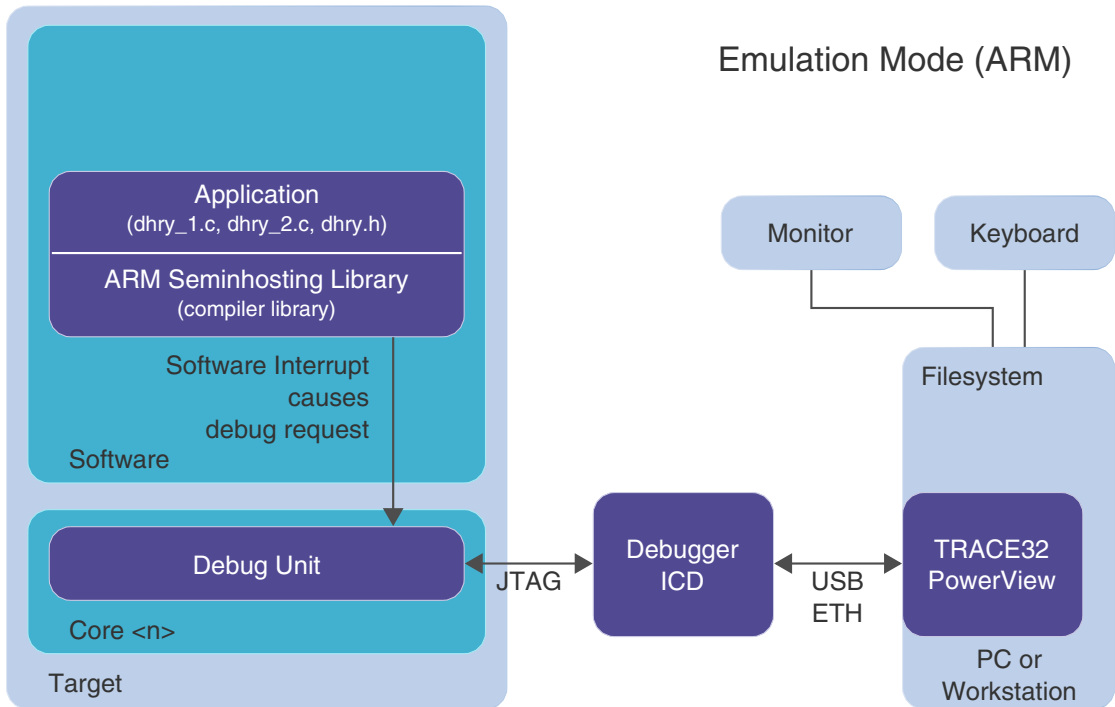 Emulation Mode (ARM)
Application
(dhry_1.c, dhry_2.c, dhry.h)
ARM Seminhosting Library
(compiler library)
Software Interrupt
causes
debug request
Software
Debug Unit
Core <n>
Target
JTAG
Debugger
ICD
USB
ETH
Monitor
Keyboard
Filesystem
TRACE32
PowerView
PC or
Workstation